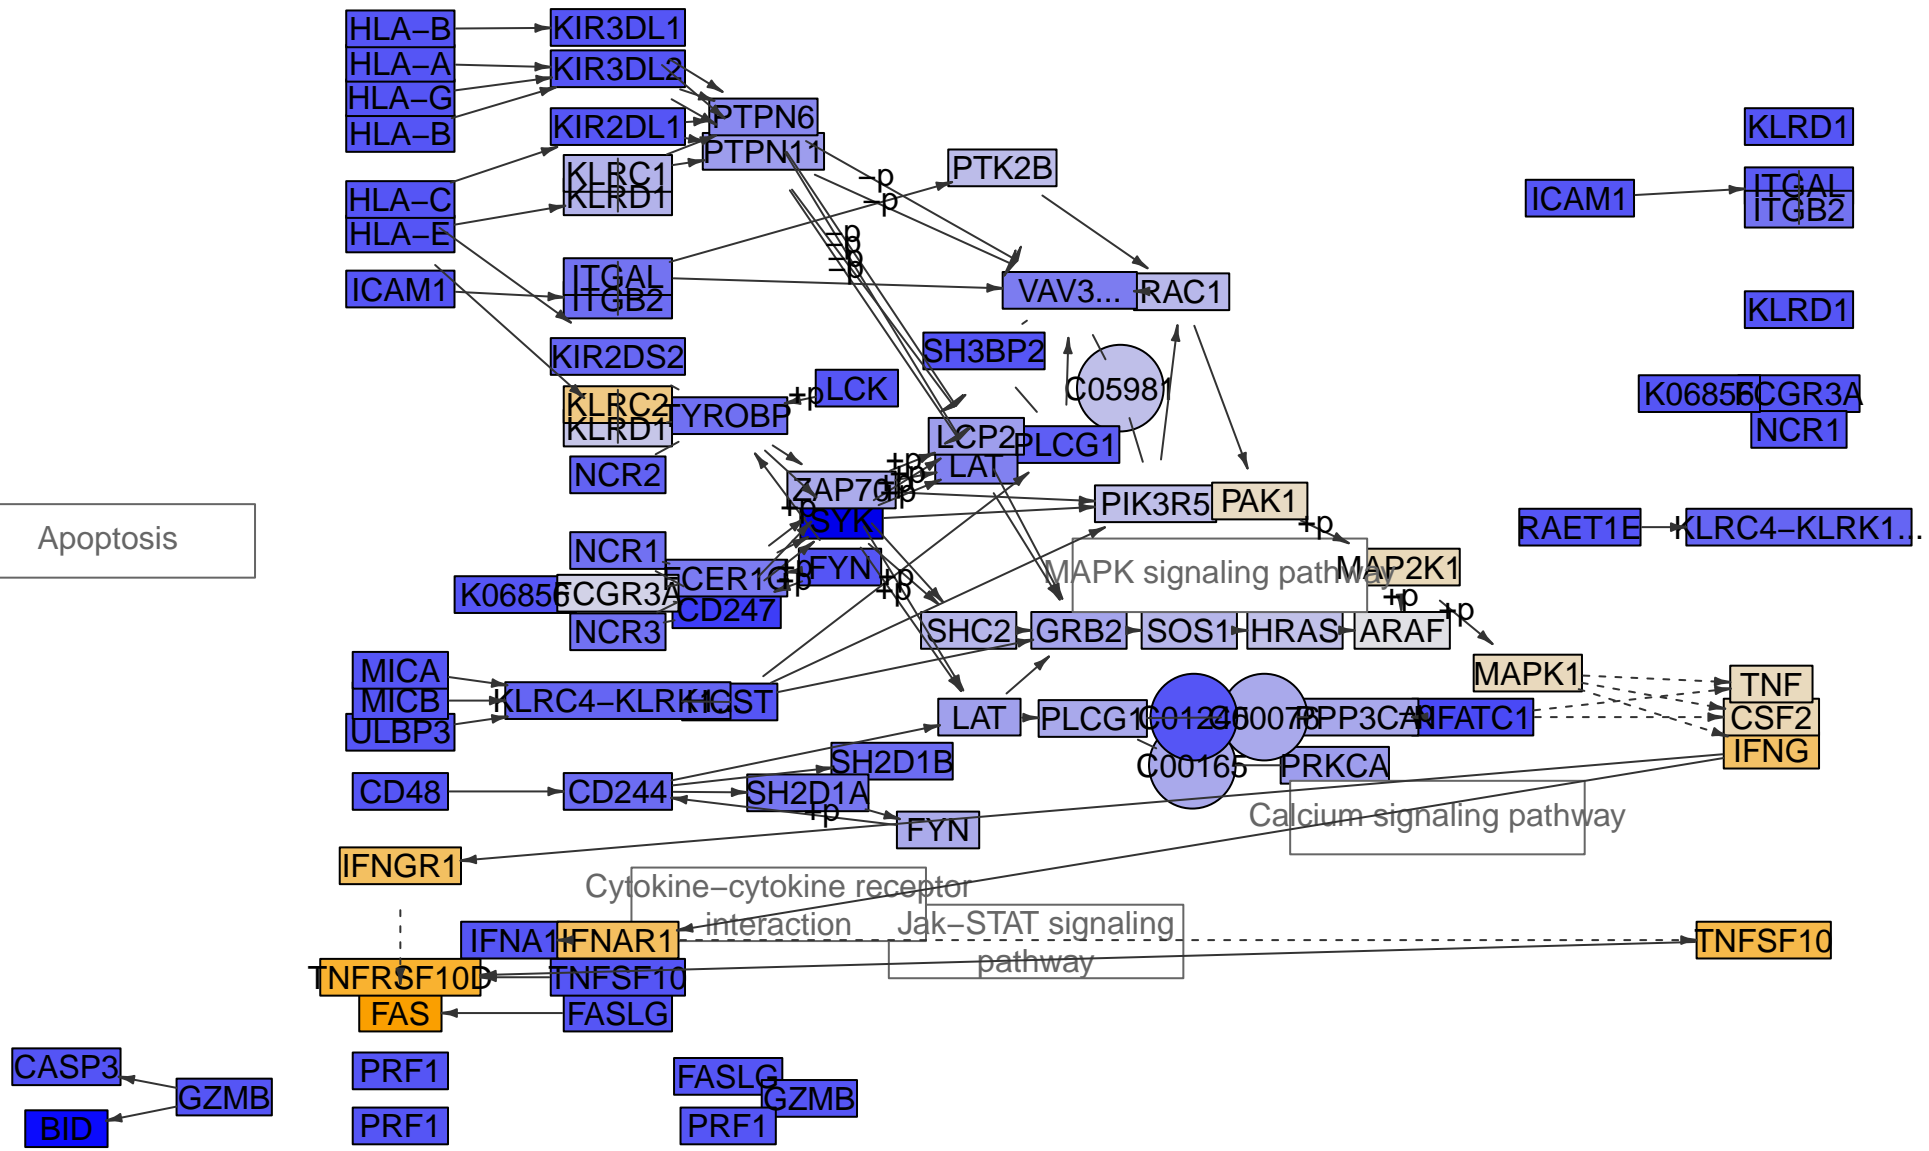 HLA−B
KIR3DL1
HLA−A
KIR3DL2
HLA−G
HLA−B
PTPN6
KIR2DL1
KLRD1
PTPN11
PTK2B
KLRC1
KLRD1
−p
−p
HLA−C
ICAM1
ITGAL
ITGB2
HLA−E
−p
−p
−p
−p
ICAM1
ITGAL
ITGB2
VAV3...
RAC1
KLRD1
KIR2DS2
SH3BP2
LCK
+p
C05981
KLRC2
KLRD1
TYROBP
K06856
FCGR3A
NCR1
LCP2
PLCG1
LAT
NCR2
+p
+p
+p
ZAP70
PIK3R5
PAK1
+p
SYK
+p
RAET1E
KLRC4−KLRK1...
Apoptosis
NCR1
FCER1G
+p
FYN
+p
+p
MAPK signaling pathway
MAP2K1
K06856
FCGR3A
CD247
+p
+p
NCR3
SHC2
GRB2
SOS1
HRAS
ARAF
MICA
MICB
ULBP3
KLRC4−KLRK1...
HCST
MAPK1
TNF
CSF2
IFNG
LAT
PLCG1
C01245
C00076
PPP3CA
NFATC1
C00165
PRKCA
SH2D1B
CD48
CD244
SH2D1A
+p
FYN
Calcium signaling pathway
IFNGR1
Cytokine−cytokine receptor
interaction
Jak−STAT signaling
pathway
IFNA1
IFNAR1
TNFSF10
TNFRSF10D
TNFSF10
FAS
FASLG
CASP3
GZMB
BID
PRF1
PRF1
FASLG
GZMB
PRF1